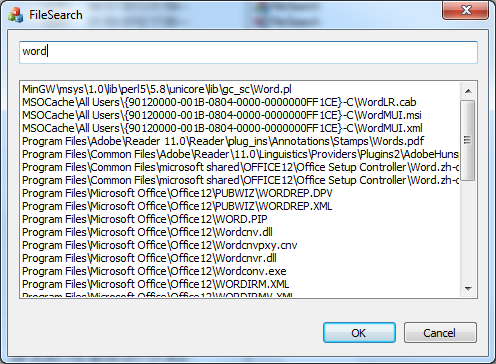 FileSearch
word
MinGW\msys\1.0\lib\perl5\5.8\unicore\lib\gc_sc\Word.pl
MSOCache\All Users\{90120000-001B-0804-0000-0000000FF1CE}-C\WordLR.cab
MSOCache\All Users\{90120000-001B-0804-0000-0000000FF1CE}-C\WordMUI.msi
MSOCache\All Users\{90120000-001B-0804-0000-0000000FF1CE}-C\WordMUI.xml
Program Files\Adobe\Reader 11.0\Reader\plug_ins\Annotations\Stamps\Words.pdf
Program Files\Common Files\Adobe\Reader\11.0\Linguistics\Providers\Plugins2\AdobeHuns
Program Files\Common Files\microsoft shared\OFFICE12\Office Setup Controller\Word.zh-c
Program Files\Common Files\microsoft shared\OFFICE12\Office Setup Controller\Word.zh-c
Program Files\Microsoft Office\Office12\PUBWIZ\WORDREP.DPV
Program Files\Microsoft Office\Office12\PUBWIZ\WORDREP.XML
Program Files\Microsoft Office\Office12\WORD.PIP
Program Files\Microsoft Office\Office12\Wordcnv.dll
Program Files\Microsoft Office\Office12\Wordcnvpxy.cnv
Program Files\Microsoft Office\Office12\Wordcnvr.dll
Program Files\Microsoft Office\Office12\Wordconv.exe
Program Files\Microsoft Office\Office12\WORDIRM.XML
Program Files\Microsoft Office\Office12\WORDIRMV.XML
OK
Cancel